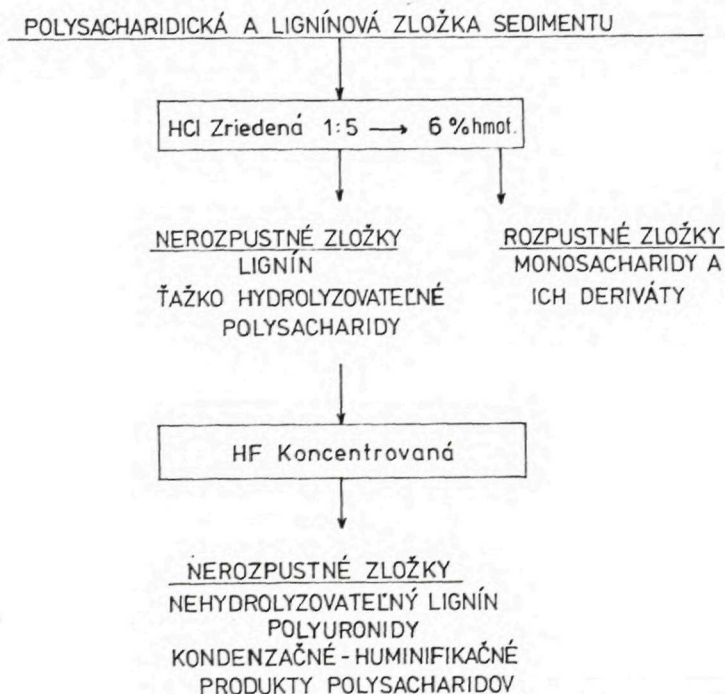 POLYSACHARIDICKÁ A LIGNÍNOVÁ ZLOŽKA SEDIMENTU
HCl Zriedená 1:5 → 6 % hmot.
NEROZPUSTNÉ ZLOŽKY
LIGNÍN
ŤAŽKO HYDROLYZOVATEĽNÉ
POLYSACHARIDY
ROZPUSTNÉ ZLOŽKY
MONOSACHARIDY A
ICH DERIVÁTY
HF Koncentrovaná
NEROZPUSTNÉ ZLOŽKY
NEHYDROLYZOVATEĽNÝ LIGNÍN
POLYURONIDY
KONDENZAČNÉ - HUMINIFIKAČNÉ
PRODUKTY POLYSACHARIDOV